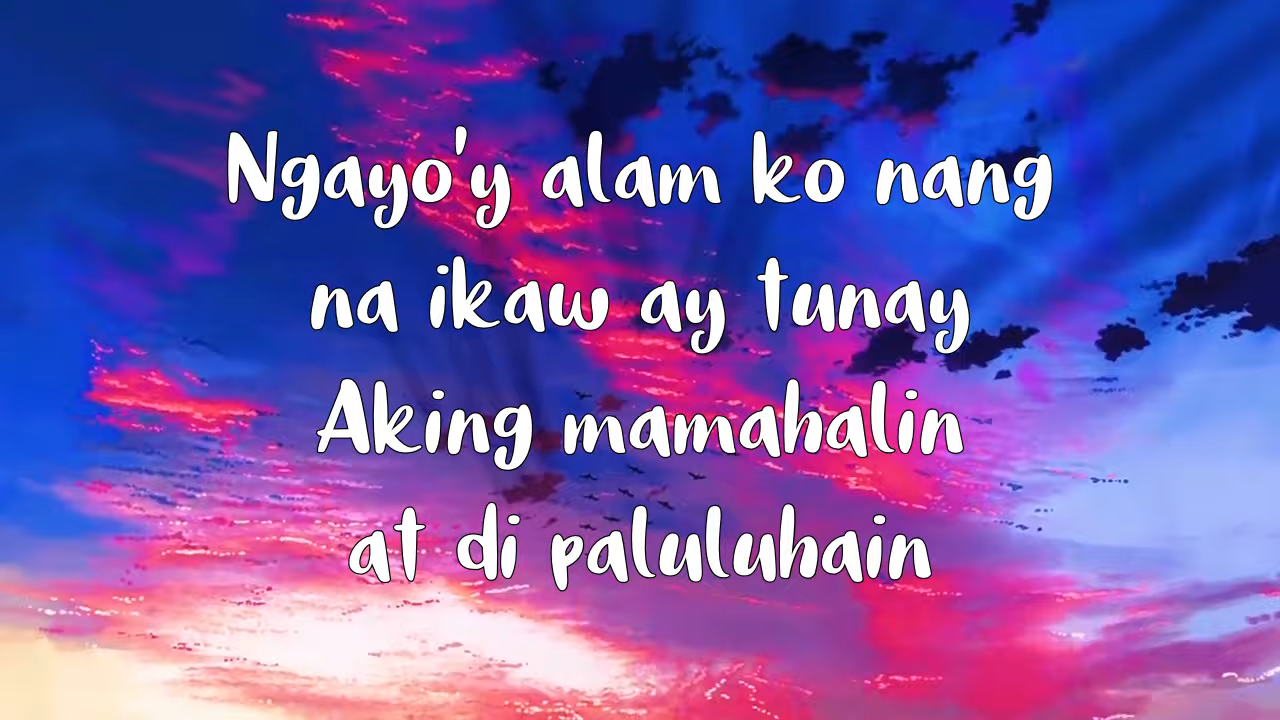 Ngayo'y alam ko nang
na ikaw ay tunay
Aking mamahalin
at di paluluhain